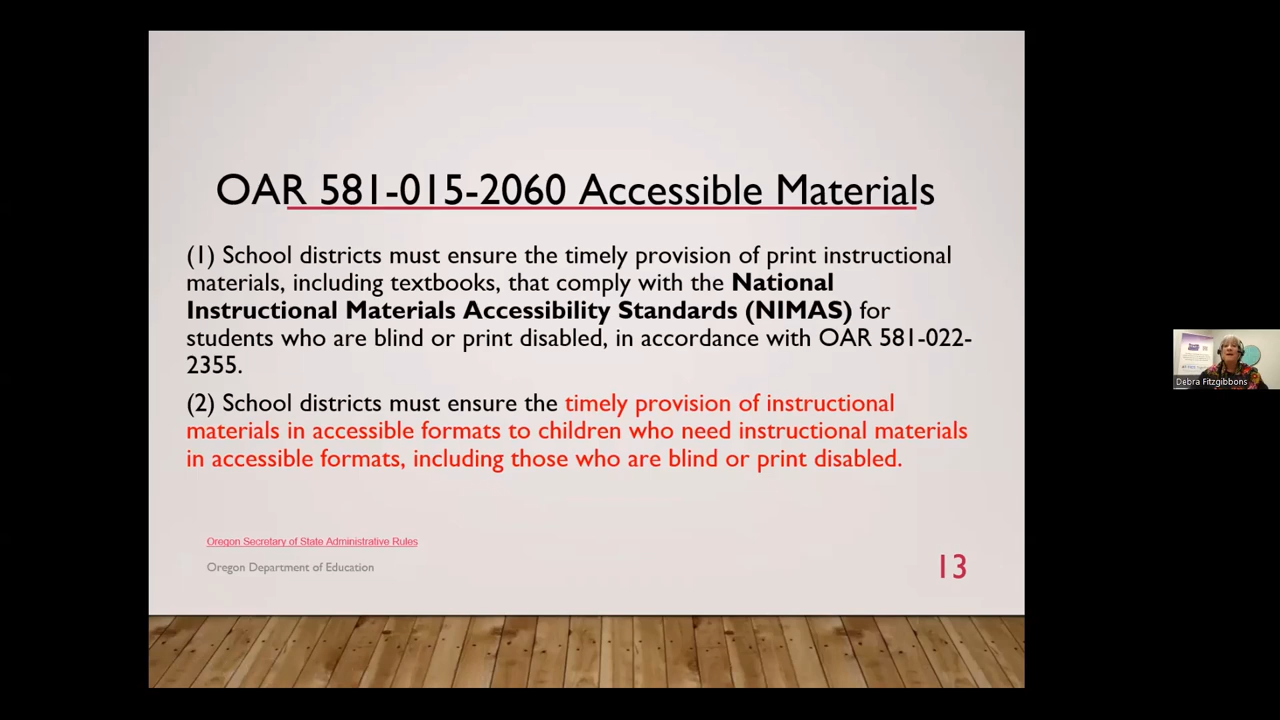 OAR 581-015-2060 Accessible Materials
(1) School districts must ensure the timely provision of print instructional
materials, including textbooks, that comply with the National
Instructional Materials Accessibility Standards (NIMAS) for
students who are blind or print disabled, in accordance with OAR 581-022-
2355.
(2) School districts must ensure the timely provision of instructional
materials in accessible formats to children who need instructional materials
in accessible formats, including those who are blind or print disabled.
Oregon Secretary of State Administrative Rules
Oregon Department of Education
13
Debra Fitzgibbons